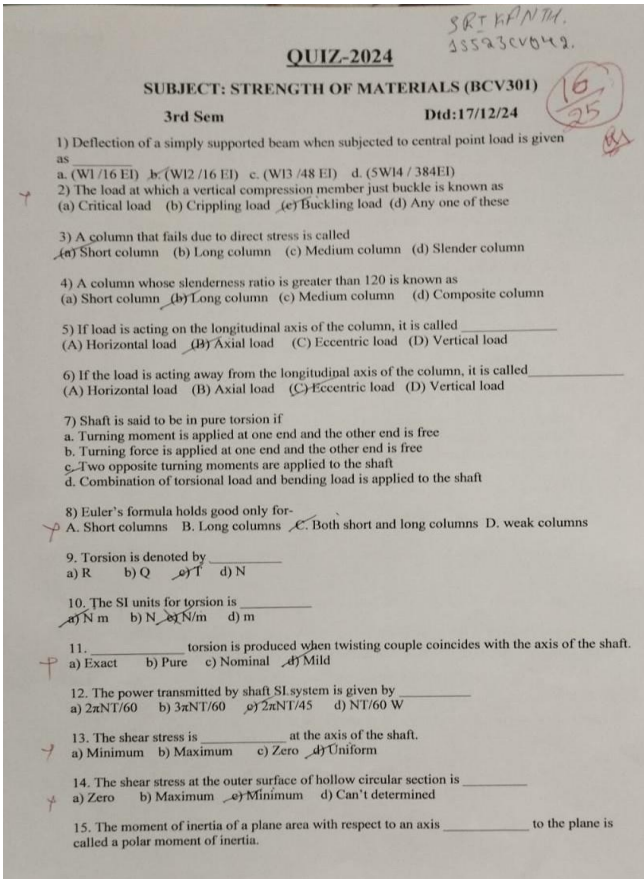 SRIKANTH.
1SS23CV042.
QUIZ-2024
SUBJECT: STRENGTH OF MATERIALS (BCV301)
16/25
3rd Sem Dtd:17/12/24
1) Deflection of a simply supported beam when subjected to central point load is given
as __________
a. (Wl /16 EI) b. (Wl2 /16 EI) c. (Wl3 /48 EI) d. (5Wl4 / 384EI)
2) The load at which a vertical compression member just buckle is known as
(a) Critical load (b) Crippling load (c) Buckling load (d) Any one of these
3) A column that fails due to direct stress is called
(a) Short column (b) Long column (c) Medium column (d) Slender column
4) A column whose slenderness ratio is greater than 120 is known as
(a) Short column (b) Long column (c) Medium column (d) Composite column
5) If load is acting on the longitudinal axis of the column, it is called ______________
(A) Horizontal load (B) Axial load (C) Eccentric load (D) Vertical load
6) If the load is acting away from the longitudinal axis of the column, it is called______________
(A) Horizontal load (B) Axial load (C) Eccentric load (D) Vertical load
7) Shaft is said to be in pure torsion if
a. Turning moment is applied at one end and the other end is free
b. Turning force is applied at one end and the other end is free
c. Two opposite turning moments are applied to the shaft
d. Combination of torsional load and bending load is applied to the shaft
8) Euler's formula holds good only for-
A. Short columns B. Long columns C. Both short and long columns D. weak columns
9. Torsion is denoted by __________
a) R b) Q c) T d) N
10. The SI units for torsion is __________
a) N m b) N c) N/m d) m
11. ______________ torsion is produced when twisting couple coincides with the axis of the shaft.
a) Exact b) Pure c) Nominal d) Mild
12. The power transmitted by shaft SI system is given by __________
a) 2πNT/60 b) 3πNT/60 c) 2πNT/45 d) NT/60 W
13. The shear stress is ____________ at the axis of the shaft.
a) Minimum b) Maximum c) Zero d) Uniform
14. The shear stress at the outer surface of hollow circular section is _________
a) Zero b) Maximum c) Minimum d) Can't determined
15. The moment of inertia of a plane area with respect to an axis ____________ to the plane is
called a polar moment of inertia.